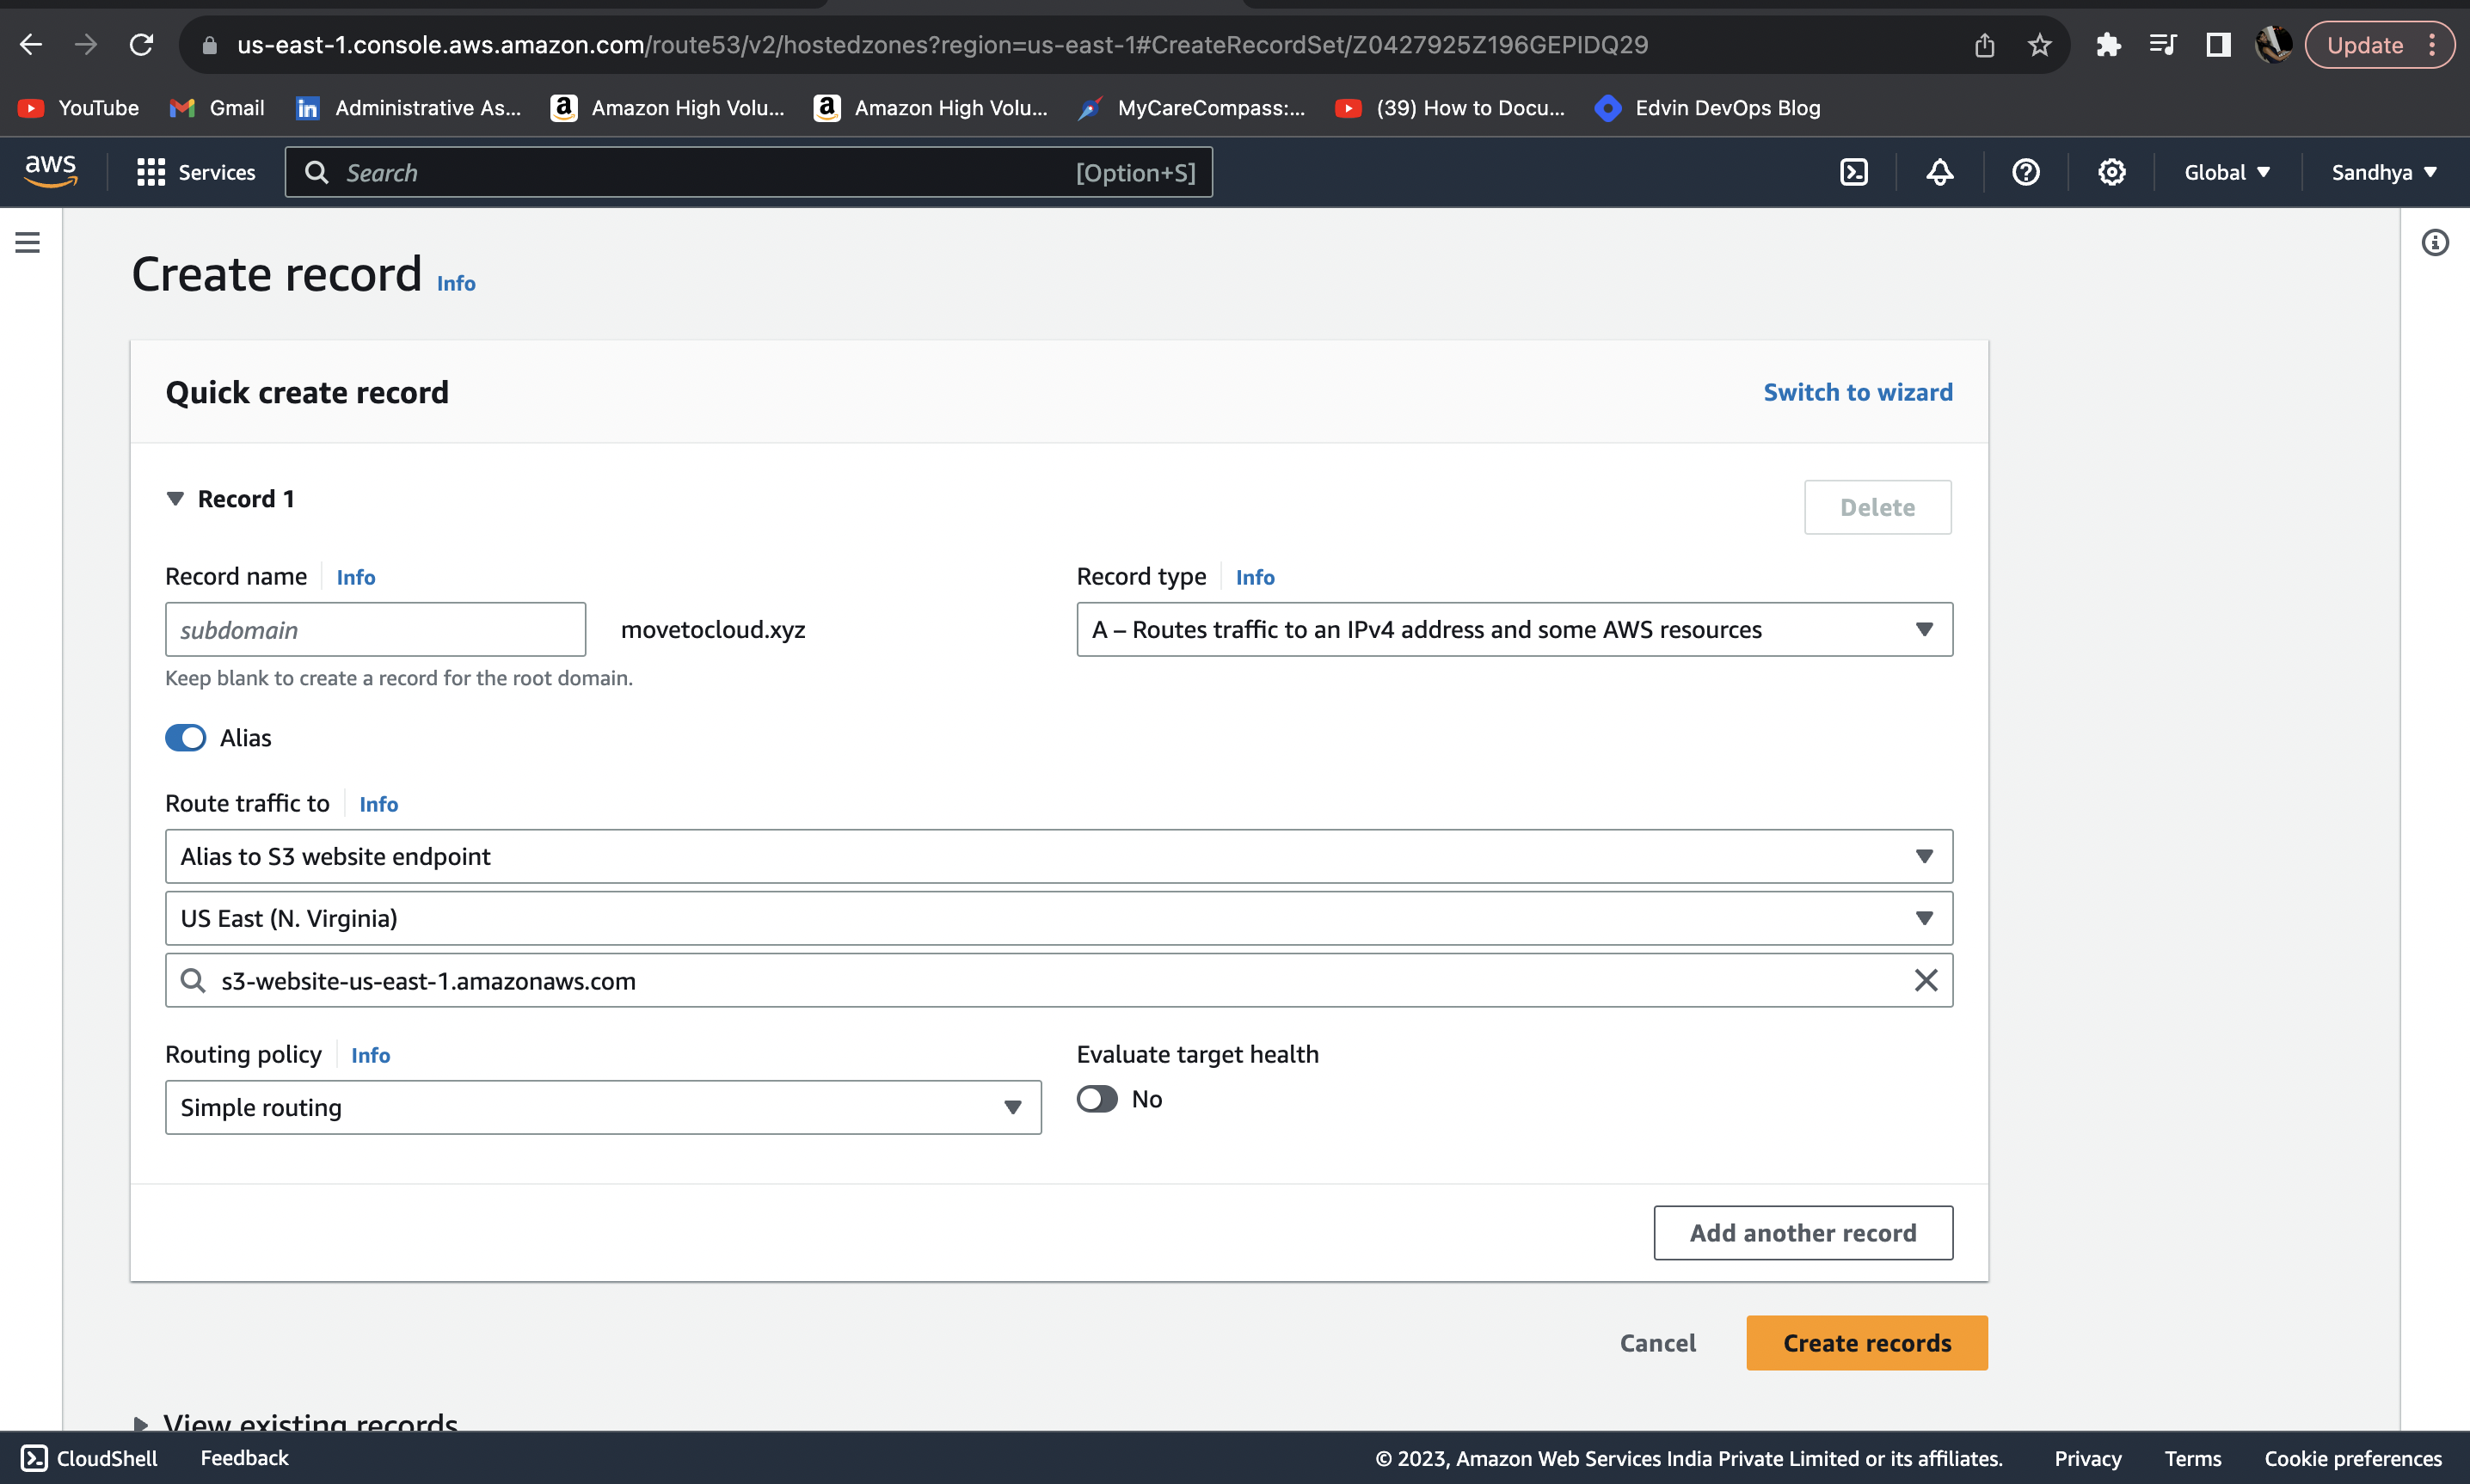 us-east-1.console.aws.amazon.com/route53/v2/hostedzones?region=us-east-1#CreateRecordSet/Z0427925Z196GEPIDQ29
Update
YouTube Gmail Administrative As... Amazon High Volu... Amazon High Volu... MyCareCompass:... (39) How to Docu... Edvin DevOps Blog
aws Services Search [Option+S] Global Sandhya
Create record Info
Quick create record Switch to wizard
Record 1 Delete
Record name Info Record type Info
subdomain movetocloud.xyz A – Routes traffic to an IPv4 address and some AWS resources
Keep blank to create a record for the root domain.
Alias
Route traffic to Info
Alias to S3 website endpoint
US East (N. Virginia)
s3-website-us-east-1.amazonaws.com
Routing policy Info Evaluate target health
Simple routing No
Add another record
Cancel Create records
View existing records
CloudShell Feedback © 2023, Amazon Web Services India Private Limited or its affiliates. Privacy Terms Cookie preferences